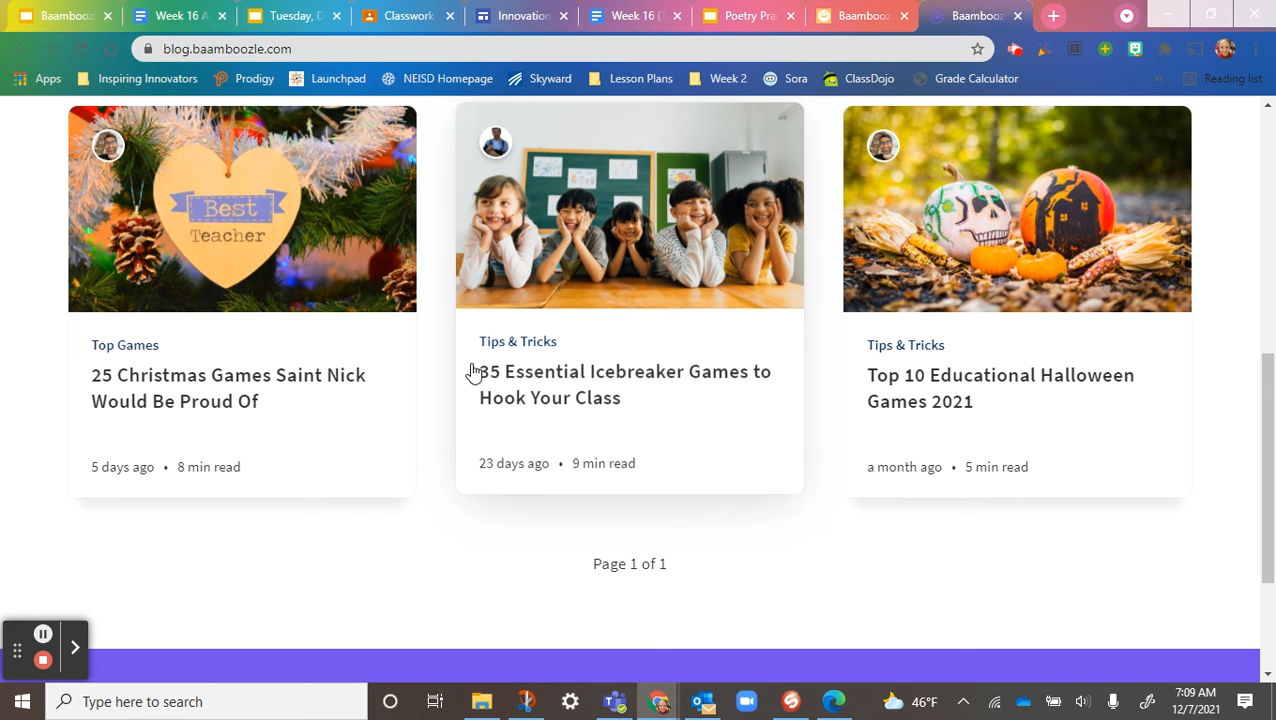 Baambooz
Week 16 A
Tuesday, D
Classwork
Innovation
Week 16 (
Poetry Pra
Baambooz
Baambooz
blog.baamboozle.com
Apps
Inspiring Innovators
Prodigy
Launchpad
NEISD Homepage
Skyward
Lesson Plans
Week 2
Sora
ClassDojo
Grade Calculator
»
Reading list
Best
Teacher
Top Games
25 Christmas Games Saint Nick
Would Be Proud Of
5 days ago • 8 min read
Tips & Tricks
35 Essential Icebreaker Games to
Hook Your Class
23 days ago • 9 min read
Tips & Tricks
Top 10 Educational Halloween
Games 2021
a month ago • 5 min read
Page 1 of 1
Type here to search
46°F
7:09 AM
12/7/2021